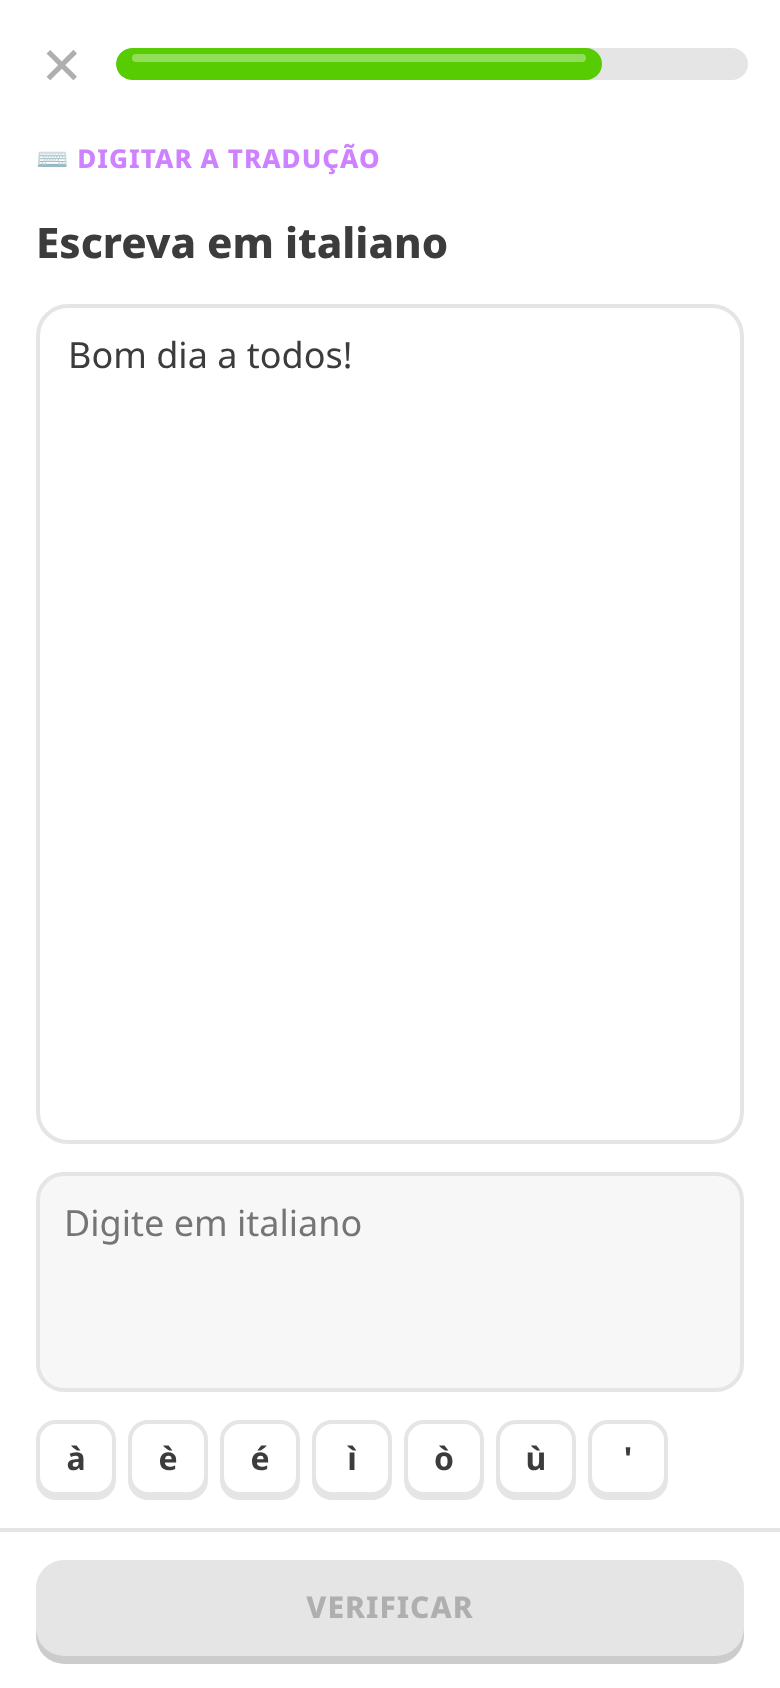 DIGITAR A TRADUÇÃO
Escreva em italiano
Bom dia a todos!
Digite em italiano
à è é ì ò ù '
VERIFICAR